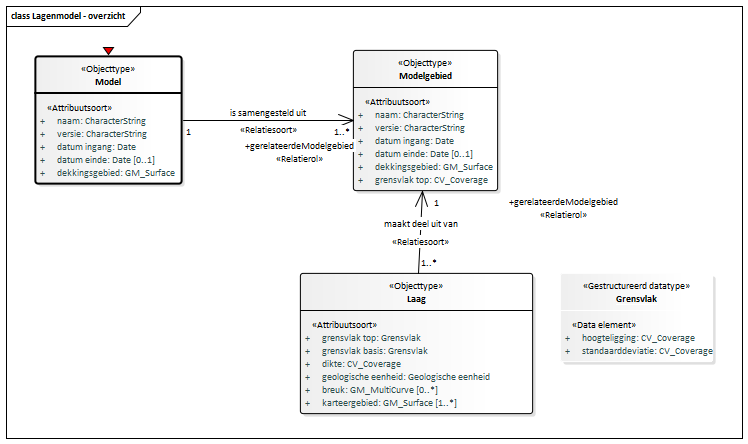 class Lagenmodel - overzicht
«Objecttype»
Model
«Attribuutsoort»
+ naam: CharacterString
+ versie: CharacterString
+ datum ingang: Date
+ datum einde: Date [0..1]
+ dekkingsgebied: GM_Surface
is samengesteld uit
1
«Relatiesoort»
1..*
+gerelateerdeModelgebied
«Relatierol»
«Objecttype»
Modelgebied
«Attribuutsoort»
+ naam: CharacterString
+ versie: CharacterString
+ datum ingang: Date
+ datum einde: Date [0..1]
+ dekkingsgebied: GM_Surface
+ grensvlak top: CV_Coverage
1
+gerelateerdeModelgebied
«Relatierol»
maakt deel uit van
«Relatiesoort»
1..*
«Objecttype»
Laag
«Attribuutsoort»
+ grensvlak top: Grensvlak
+ grensvlak basis: Grensvlak
+ dikte: CV_Coverage
+ geologische eenheid: Geologische eenheid
+ breuk: GM_MultiCurve [0..*]
+ karteergebied: GM_Surface [1..*]
«Gestructureerd datatype»
Grensvlak
«Data element»
+ hoogteligging: CV_Coverage
+ standaarddeviatie: CV_Coverage